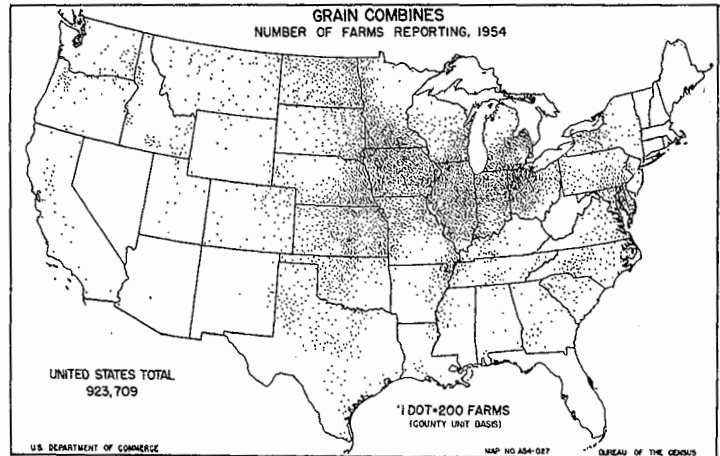 GRAIN COMBINES
NUMBER OF FARMS REPORTING, 1954
UNITED STATES TOTAL
923,709
1 DOT=200 FARMS
(COUNTY UNIT BASIS)
U.S. DEPARTMENT OF COMMERCE
MAP NO. A54-027
BUREAU OF THE CENSUS